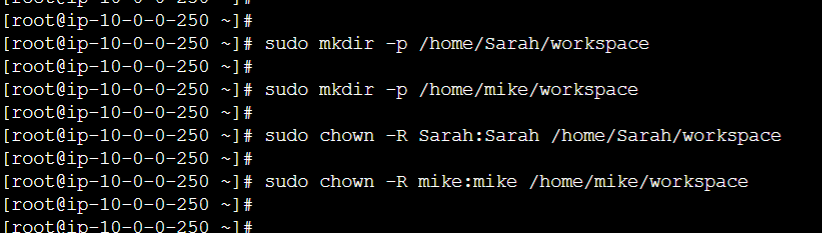 [root@ip-10-0-0-250 ~]#
[root@ip-10-0-0-250 ~]# sudo mkdir -p /home/Sarah/workspace
[root@ip-10-0-0-250 ~]#
[root@ip-10-0-0-250 ~]# sudo mkdir -p /home/mike/workspace
[root@ip-10-0-0-250 ~]#
[root@ip-10-0-0-250 ~]# sudo chown -R Sarah:Sarah /home/Sarah/workspace
[root@ip-10-0-0-250 ~]#
[root@ip-10-0-0-250 ~]# sudo chown -R mike:mike /home/mike/workspace
[root@ip-10-0-0-250 ~]#
[root@ip-10-0-0-250 ~]#